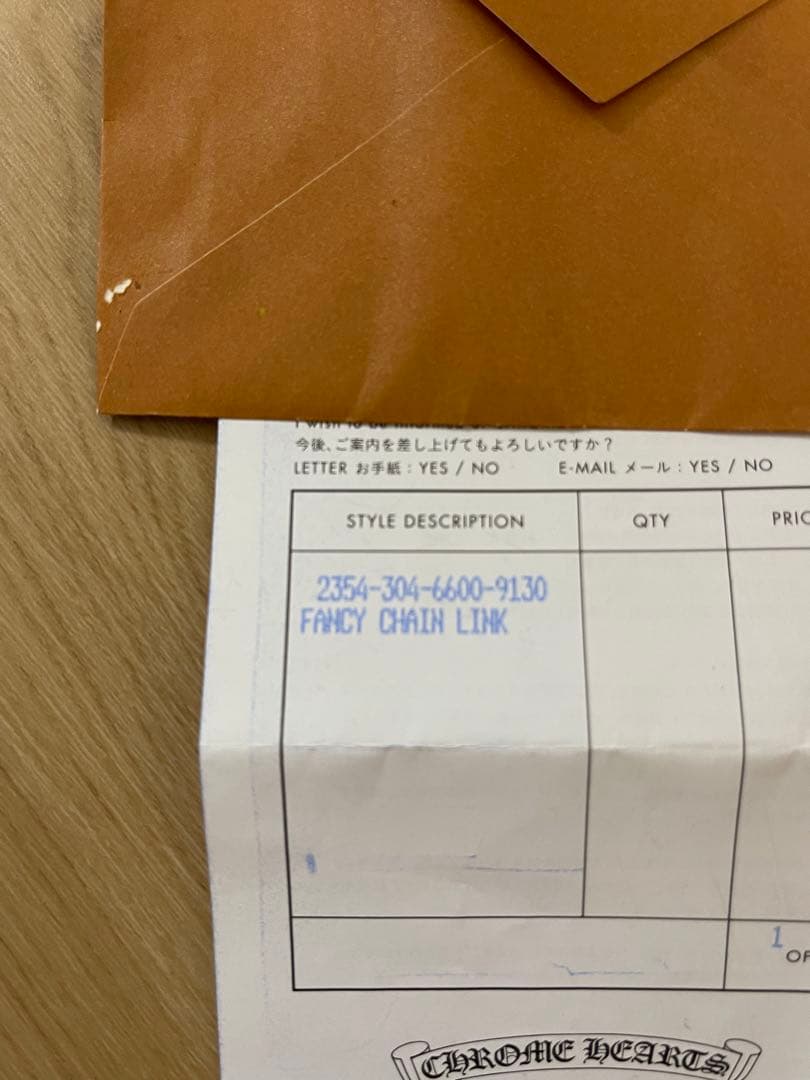 今後、ご案内を差し上げてもよろしいですか？
LETTER お手紙 : YES / NO E-MAIL メール : YES / NO
STYLE DESCRIPTION QTY
2354-304-6600-9130
FANCY CHAIN LINK
1
CHROME HEARTS